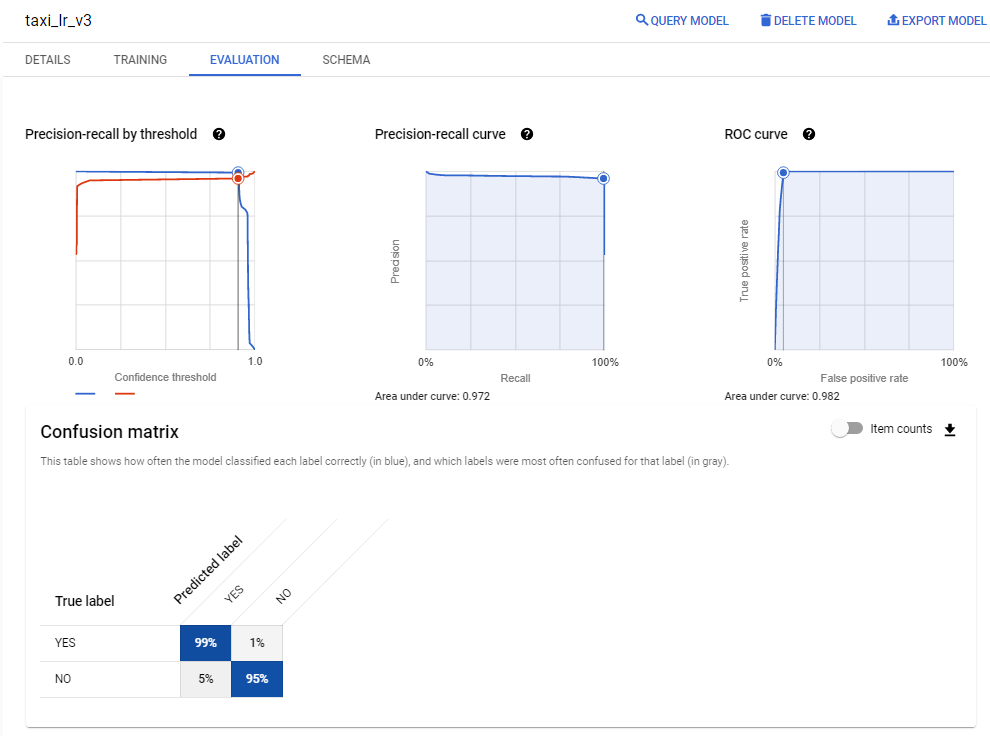 taxi_lr_v3
QUERY MODEL
DELETE MODEL
EXPORT MODEL
DETAILS
TRAINING
EVALUATION
SCHEMA
Precision-recall by threshold
Precision-recall curve
ROC curve
Precision
True positive rate
0.0
1.0
0%
100%
0%
100%
Confidence threshold
Recall
False positive rate
Area under curve: 0.972
Area under curve: 0.982
Confusion matrix
Item counts
This table shows how often the model classified each label correctly (in blue), and which labels were most often confused for that label (in gray).
Predicted label
YES
NO
True label
YES
99%
1%
NO
5%
95%